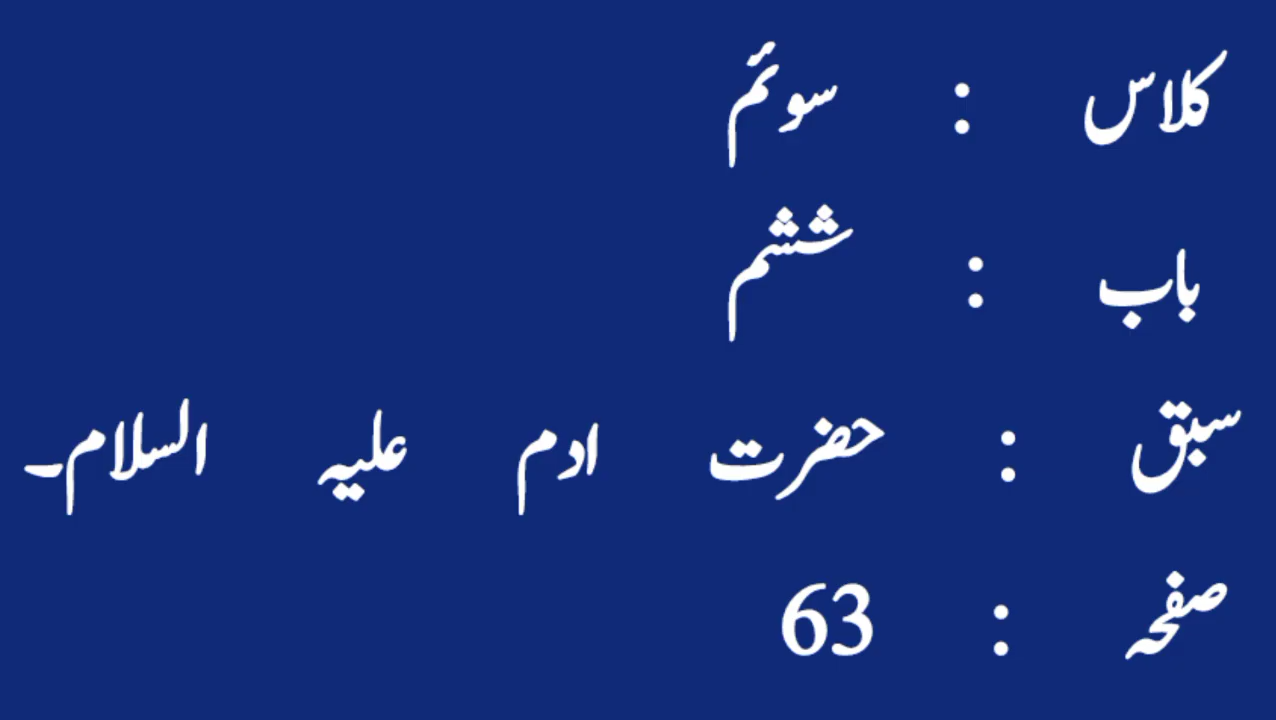 کلاس : سوئم
باب : ششم
سبق : حضرت ادم علیہ السلام۔
صفحہ : 63